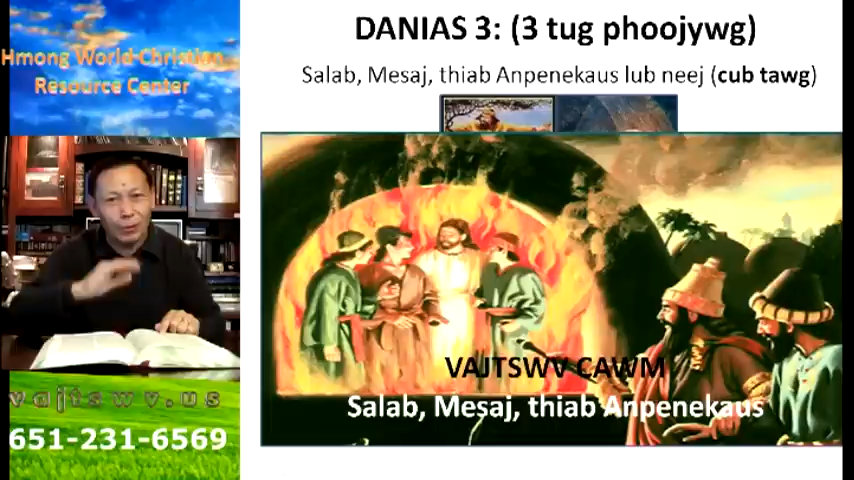 Hmong World Christian
Resource Center
DANIAS 3: (3 tug phoojywg)
Salab, Mesaj, thiab Anpenekaus lub neej (cub tawg)
VAJTSWV CAWM
Salab, Mesaj, thiab Anpenekaus
vajtswv.us
651-231-6569